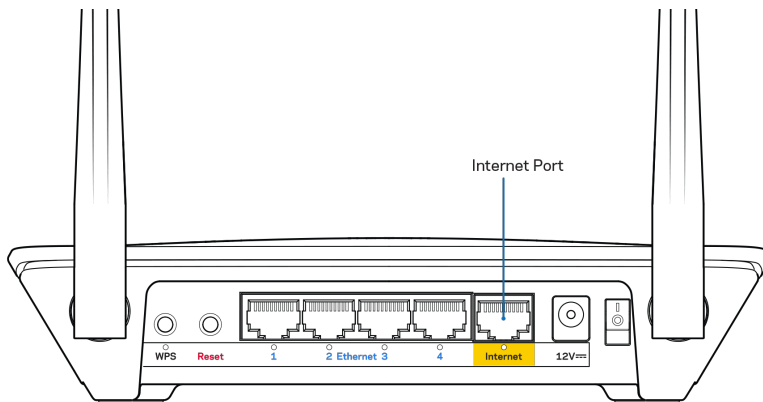 Internet Port
WPS Reset 1 2 Ethernet 3 4 Internet 12V⎓